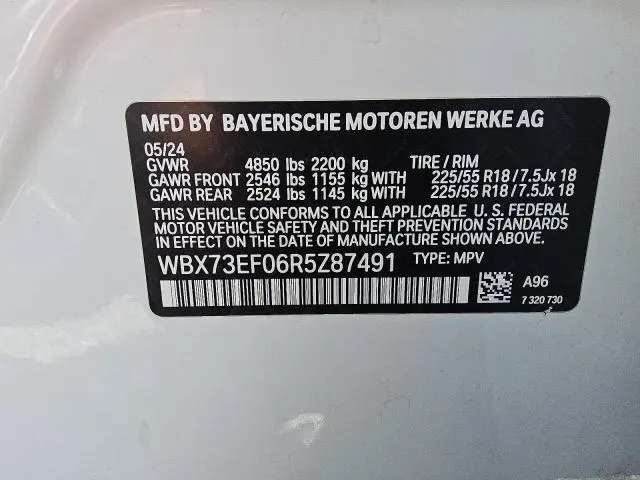 MFD BY BAYERISCHE MOTOREN WERKE AG
05/24
GVWR 4850 lbs 2200 kg TIRE / RIM
GAWR FRONT 2546 lbs 1155 kg WITH 225/55 R18 / 7.5Jx 18
GAWR REAR 2524 lbs 1145 kg WITH 225/55 R18 / 7.5Jx 18
THIS VEHICLE CONFORMS TO ALL APPLICABLE U. S. FEDERAL
MOTOR VEHICLE SAFETY AND THEFT PREVENTION STANDARDS
IN EFFECT ON THE DATE OF MANUFACTURE SHOWN ABOVE.
WBX73EF06R5Z87491 TYPE: MPV
A96
7 320 730